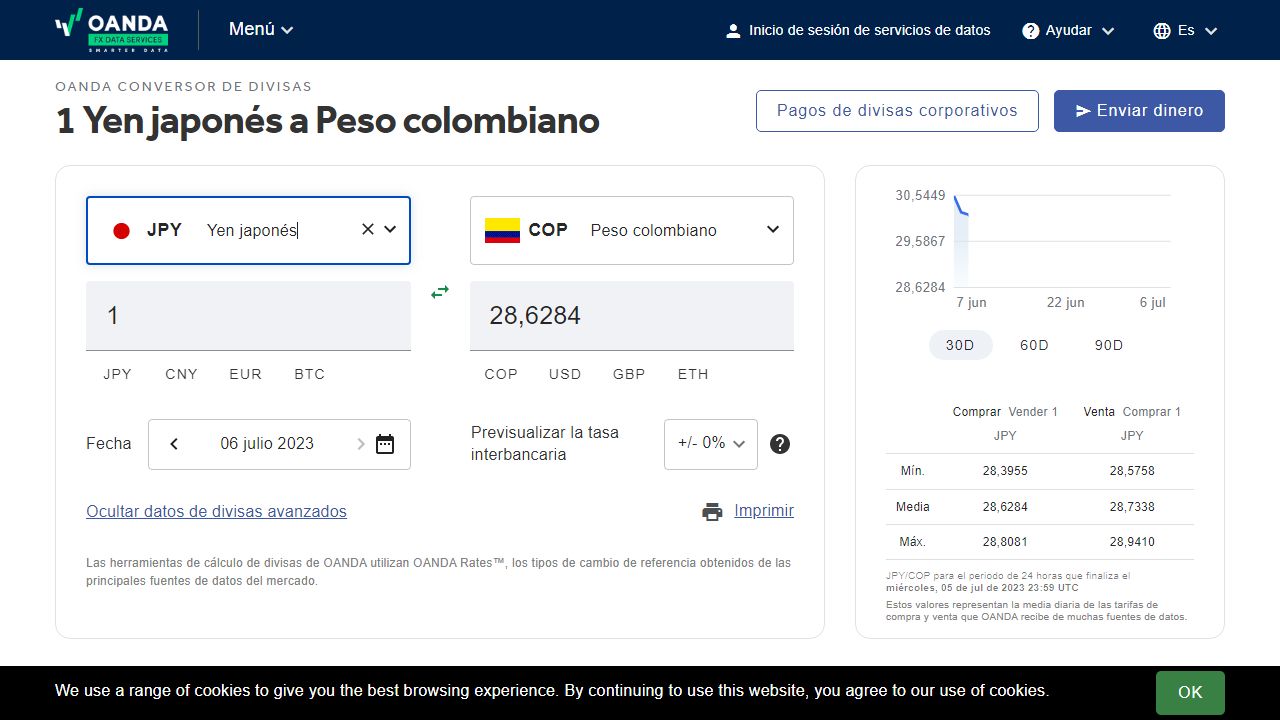 OANDA
FX DATA SERVICES
SMARTER DATA
Menú
Inicio de sesión de servicios de datos
Ayudar
Es
OANDA CONVERSOR DE DIVISAS
1 Yen japonés a Peso colombiano
Pagos de divisas corporativos
Enviar dinero
JPY Yen japonés
COP Peso colombiano
1
28,6284
JPY CNY EUR BTC
COP USD GBP ETH
Fecha
06 julio 2023
Previsualizar la tasa
interbancaria
+/- 0%
Ocultar datos de divisas avanzados
Imprimir
Las herramientas de cálculo de divisas de OANDA utilizan OANDA Rates™, los tipos de cambio de referencia obtenidos de las
principales fuentes de datos del mercado.
30,5449
29,5867
28,6284
7 jun 22 jun 6 jul
30D 60D 90D
Comprar Vender 1 Venta Comprar 1
JPY JPY
Mín. 28,3955 28,5758
Media 28,6284 28,7338
Máx. 28,8081 28,9410
JPY/COP para el periodo de 24 horas que finaliza el
miércoles, 05 de jul de 2023 23:59 UTC
Estos valores representan la media diaria de las tarifas de
compra y venta que OANDA recibe de muchas fuentes de datos.
We use a range of cookies to give you the best browsing experience. By continuing to use this website, you agree to our use of cookies.
OK